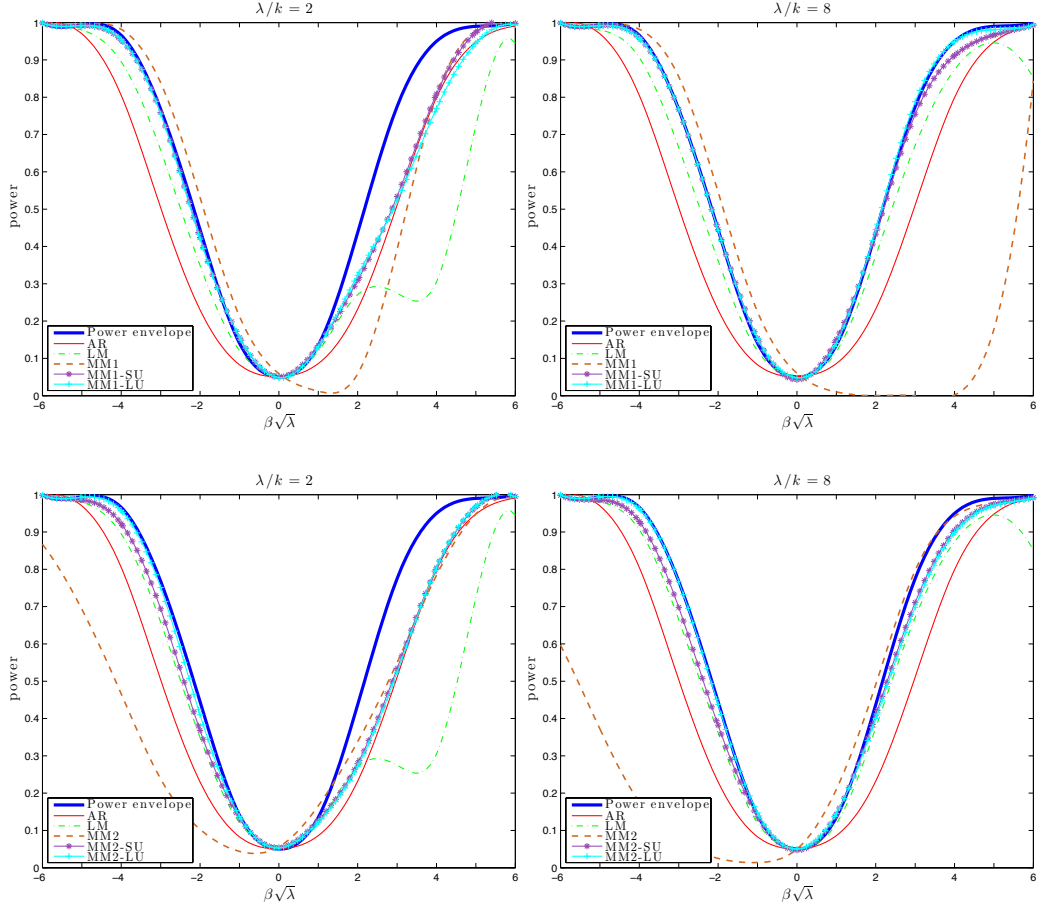 λ/k = 2
1
0.9
0.8
0.7
0.6
0.5
0.4
0.3
0.2
0.1
0
power
Power envelope
AR
LM
MM1
MM1-SU
MM1-LU
−6
−4
−2
0
2
4
6
β√λ
λ/k = 8
1
0.9
0.8
0.7
0.6
0.5
0.4
0.3
0.2
0.1
0
power
Power envelope
AR
LM
MM1
MM1-SU
MM1-LU
−6
−4
−2
0
2
4
6
β√λ
λ/k = 2
1
0.9
0.8
0.7
0.6
0.5
0.4
0.3
0.2
0.1
0
power
Power envelope
AR
LM
MM2
MM2-SU
MM2-LU
−6
−4
−2
0
2
4
6
β√λ
λ/k = 8
1
0.9
0.8
0.7
0.6
0.5
0.4
0.3
0.2
0.1
0
power
Power envelope
AR
LM
MM2
MM2-SU
MM2-LU
−6
−4
−2
0
2
4
6
β√λ